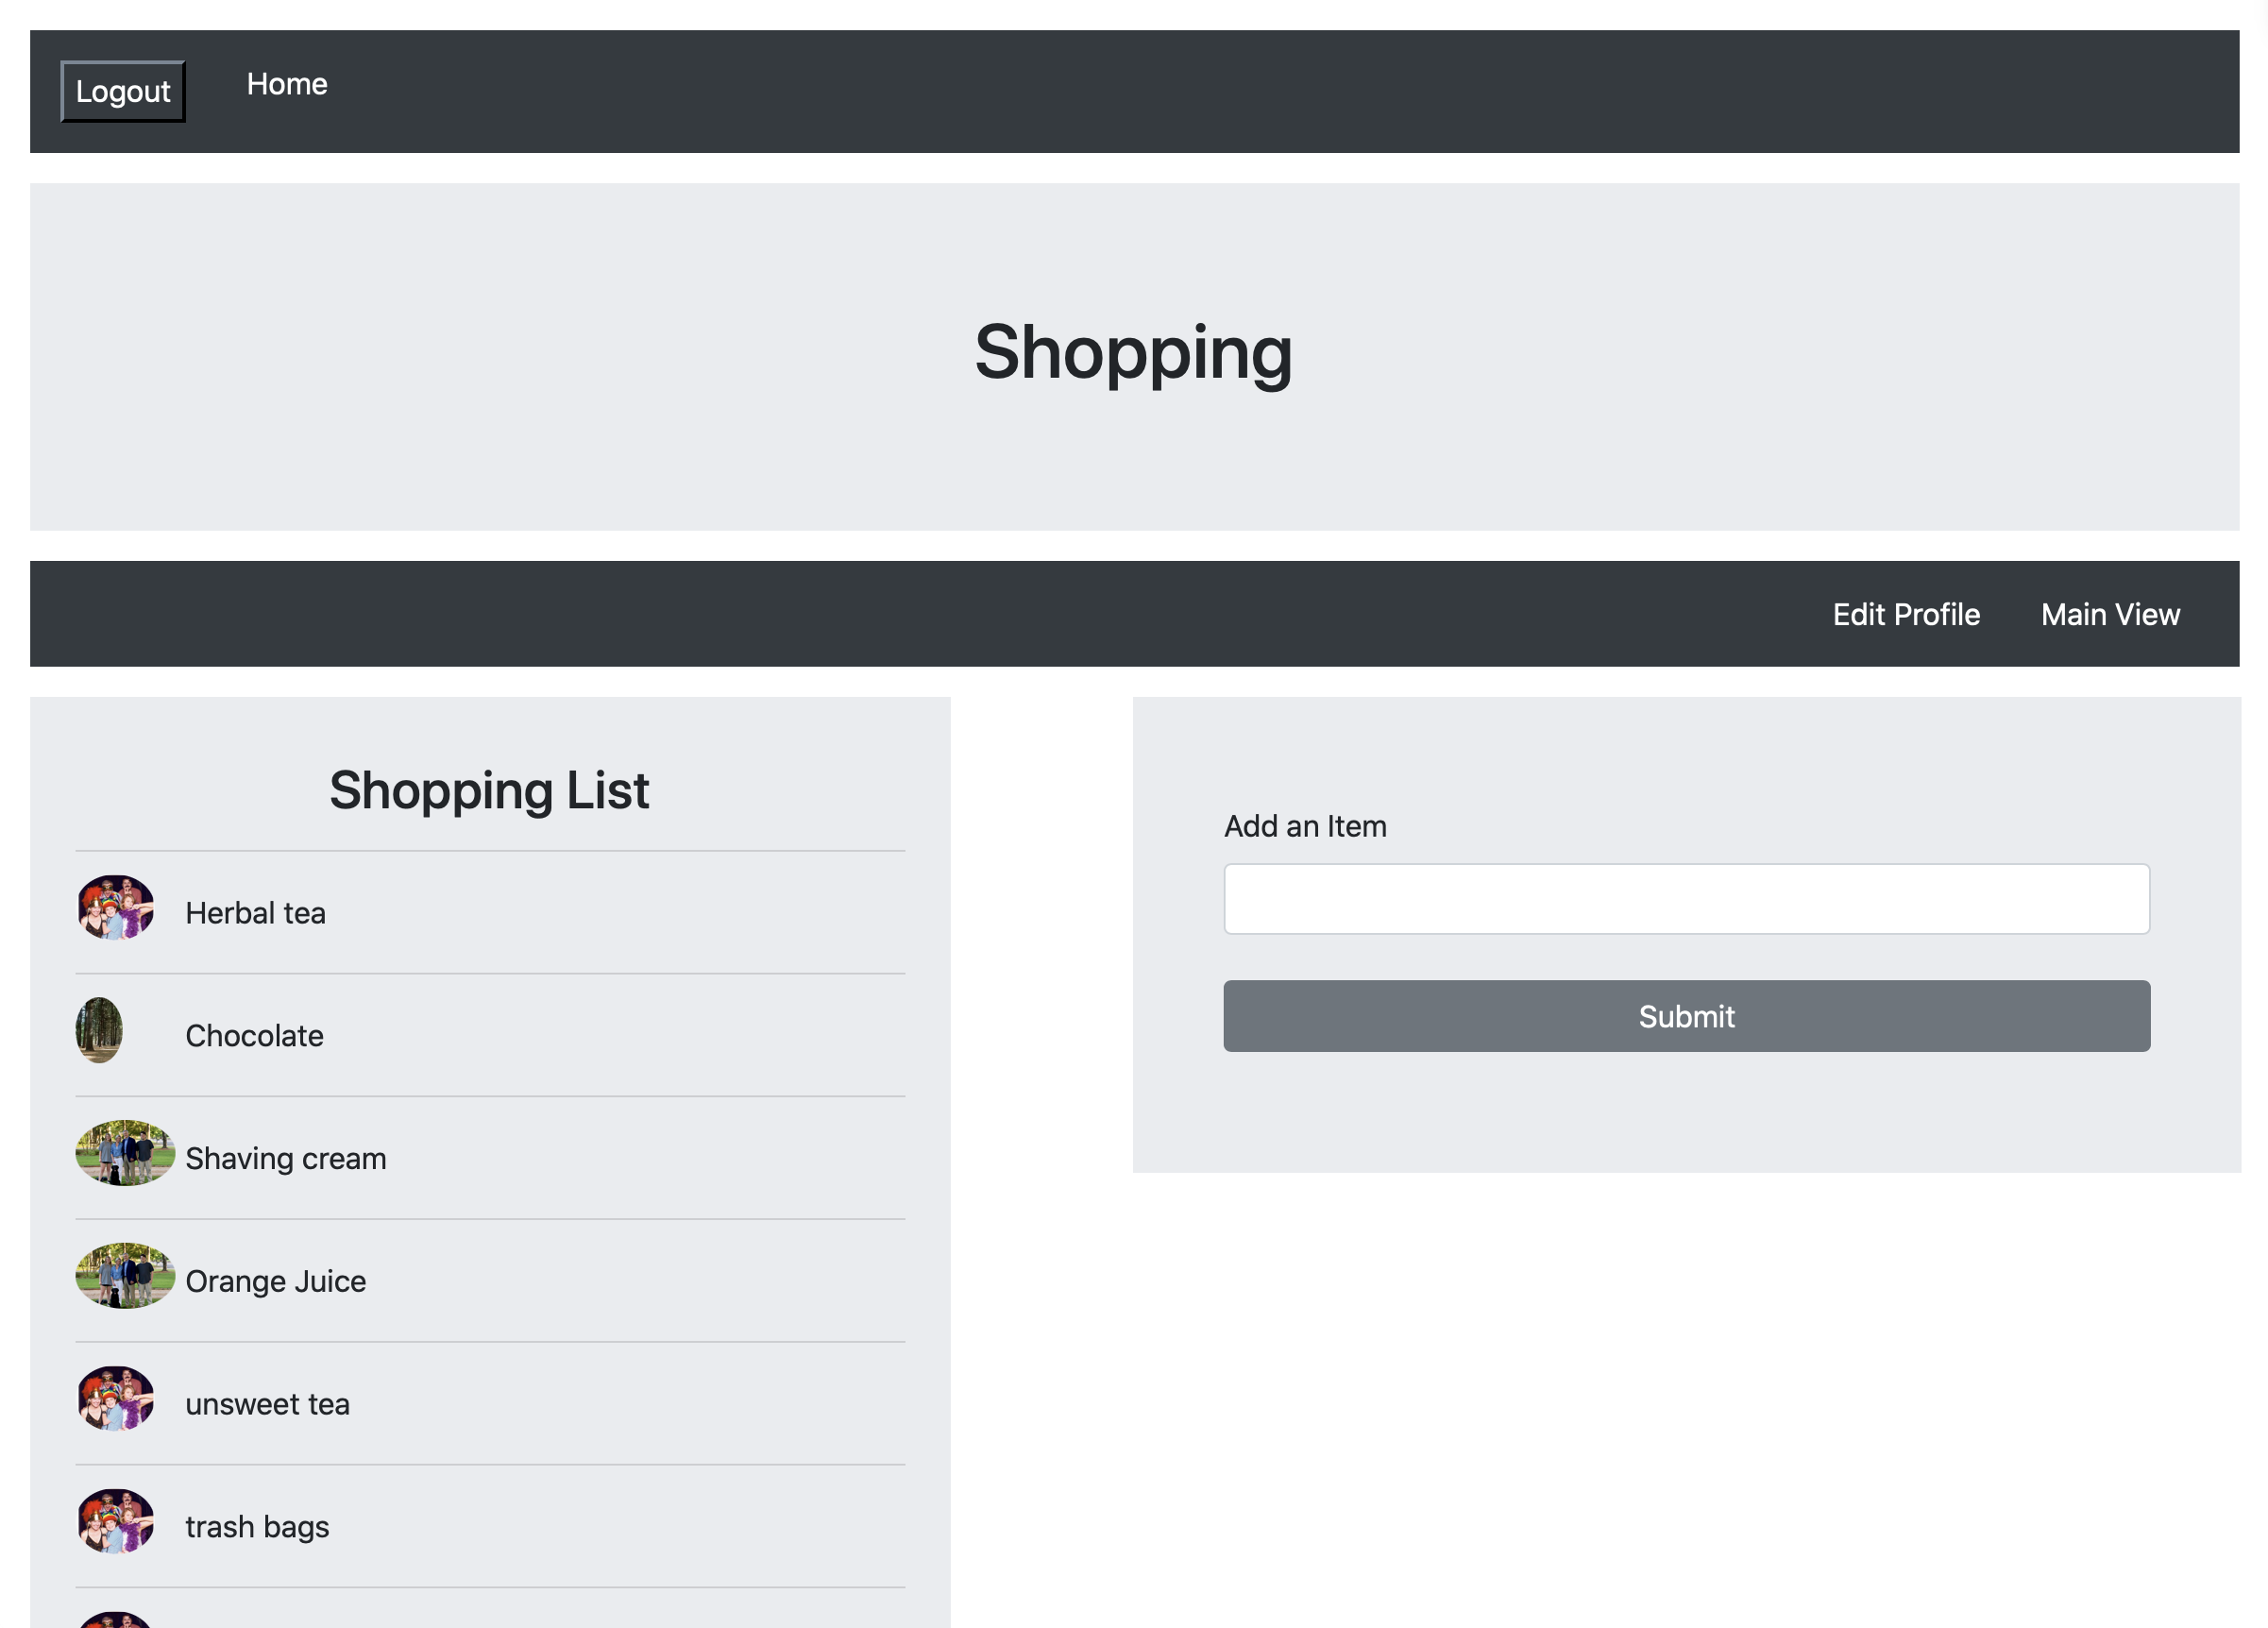 Logout Home
Shopping
Edit Profile Main View
Shopping List
Herbal tea
Chocolate
Shaving cream
Orange Juice
unsweet tea
trash bags
Add an Item
Submit